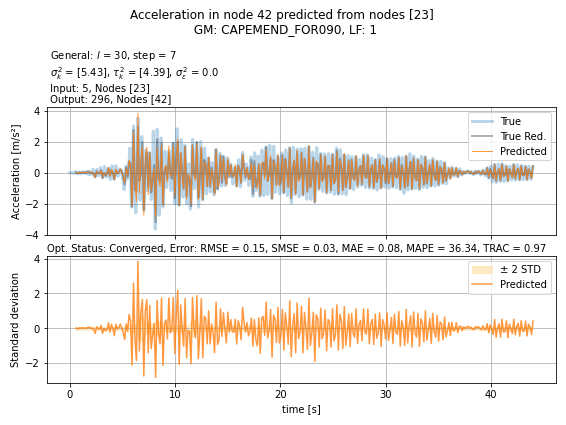 Acceleration in node 42 predicted from nodes [23]
GM: CAPEMEND_FOR090, LF: 1
General: l = 30, step = 7
σ²ₖ = [5.43], τ²ₖ = [4.39], σ²ε = 0.0
Input: 5, Nodes [23]
Output: 296, Nodes [42]
Acceleration [m/s²]
4
2
0
−2
−4
True
True Red.
Predicted
Opt. Status: Converged, Error: RMSE = 0.15, SMSE = 0.03, MAE = 0.08, MAPE = 36.34, TRAC = 0.97
Standard deviation
4
2
0
−2
± 2 STD
Predicted
0
10
20
30
40
time [s]